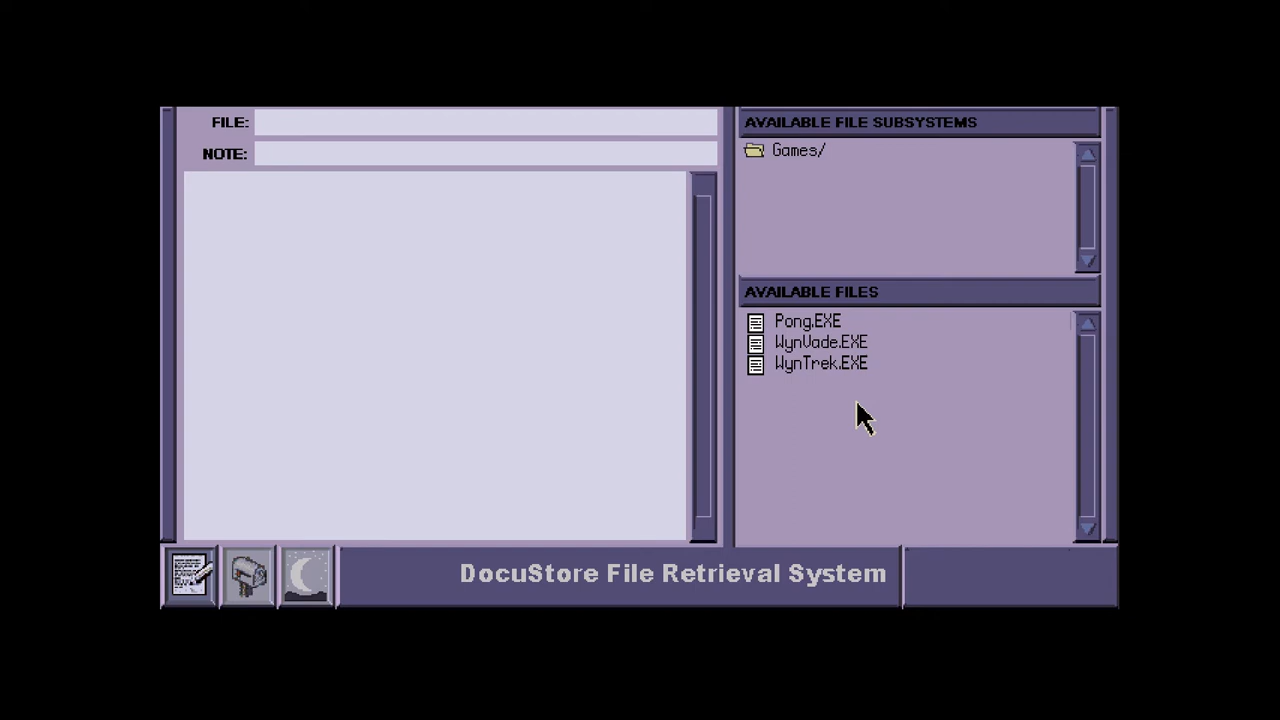 FILE:
NOTE:
AVAILABLE FILE SUBSYSTEMS
Games/
AVAILABLE FILES
Pong.EXE
WynVade.EXE
WynTrek.EXE
DocuStore File Retrieval System